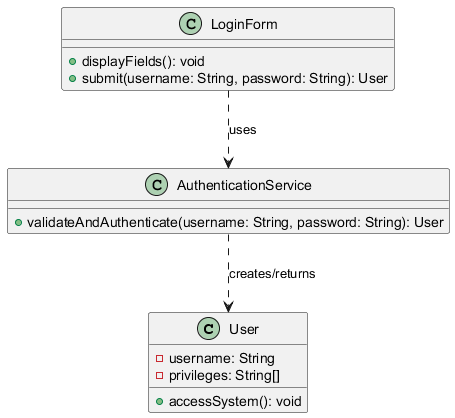 C LoginForm
displayFields(): void
submit(username: String, password: String): User
uses
C AuthenticationService
validateAndAuthenticate(username: String, password: String): User
creates/returns
C User
username: String
privileges: String[]
accessSystem(): void